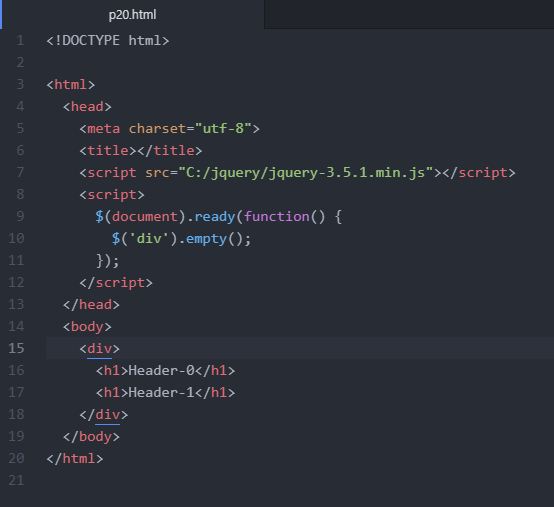 p20.html
1 <!DOCTYPE html>
2
3 <html>
4   <head>
5     <meta charset="utf-8">
6     <title></title>
7     <script src="C:/jquery/jquery-3.5.1.min.js"></script>
8     <script>
9       $(document).ready(function() {
10         $('div').empty();
11       });
12     </script>
13   </head>
14   <body>
15     <div>
16       <h1>Header-0</h1>
17       <h1>Header-1</h1>
18     </div>
19   </body>
20 </html>
21